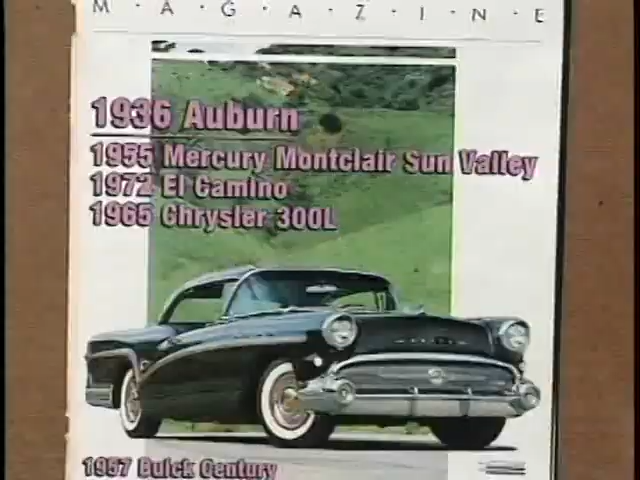 M·A·G·A·Z·I·N·E
1936 Auburn
1955 Mercury Montclair Sun Valley
1972 El Camino
1965 Chrysler 300L
1957 Buick Century